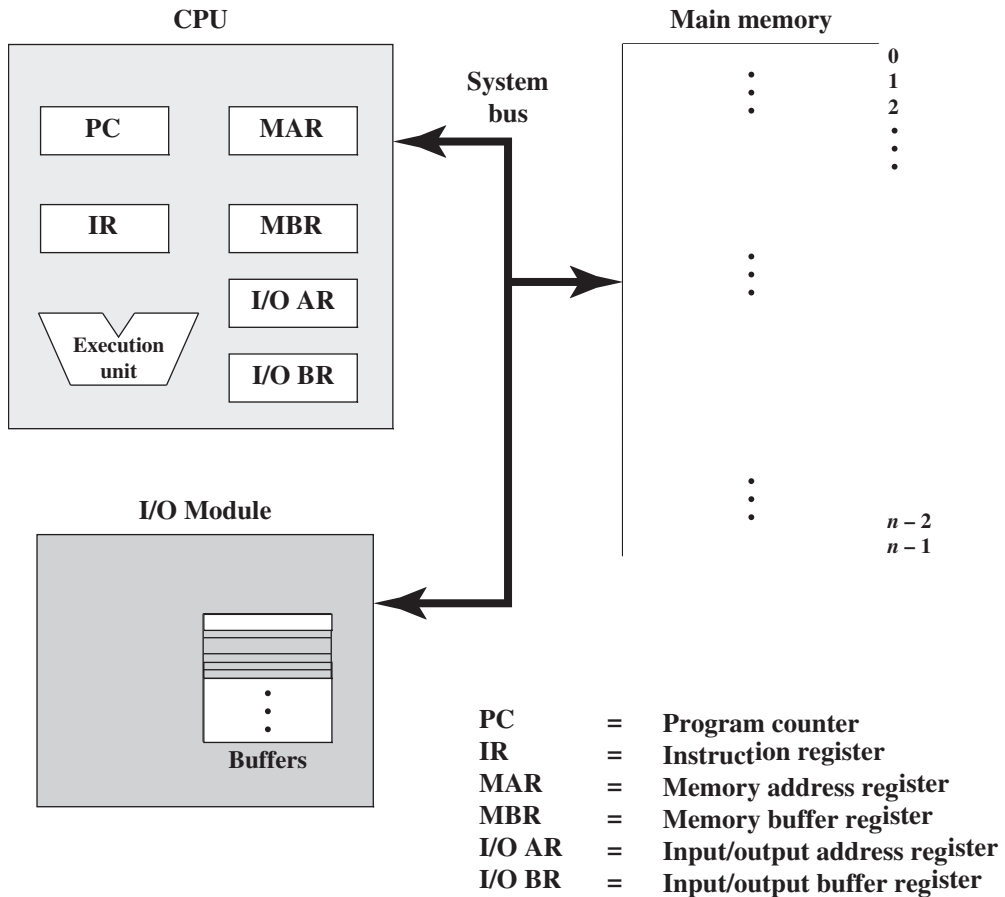 CPU
Main memory
System
bus
PC
MAR
IR
MBR
I/O AR
Execution
unit
I/O BR
0
1
2
n – 2
n – 1
I/O Module
Buffers
PC = Program counter
IR = Instruction register
MAR = Memory address register
MBR = Memory buffer register
I/O AR = Input/output address register
I/O BR = Input/output buffer register